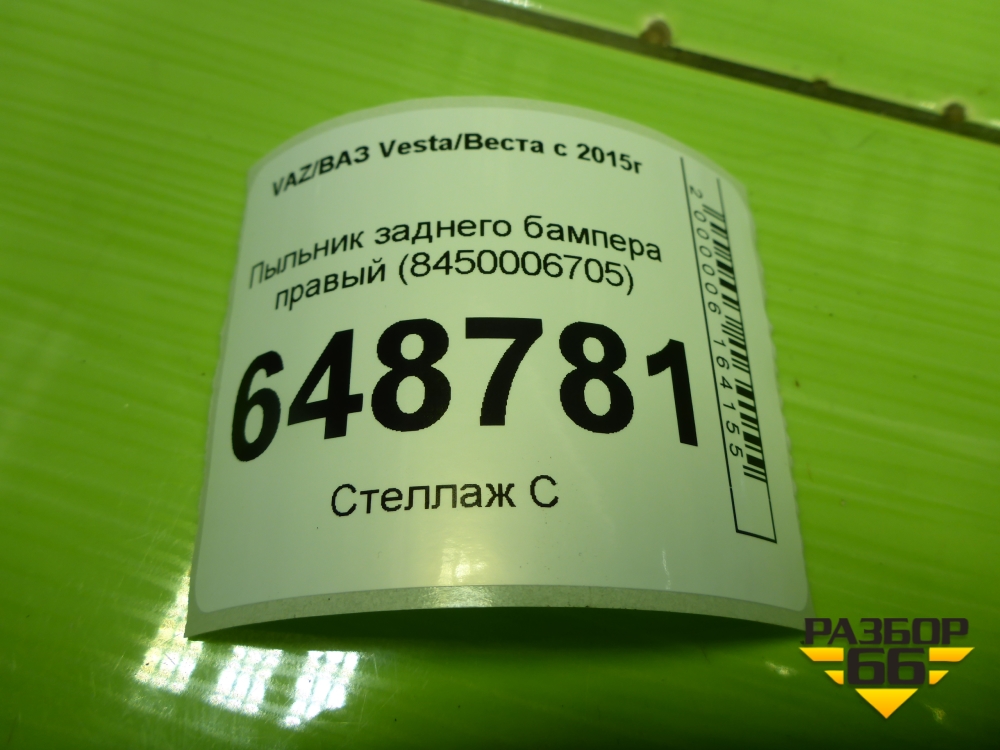 VAZ/ВАЗ Vesta/Веста с 2015г
Пыльник заднего бампера
правый (8450006705)
648781
Стеллаж С
2000006164155
РАЗБОР
66